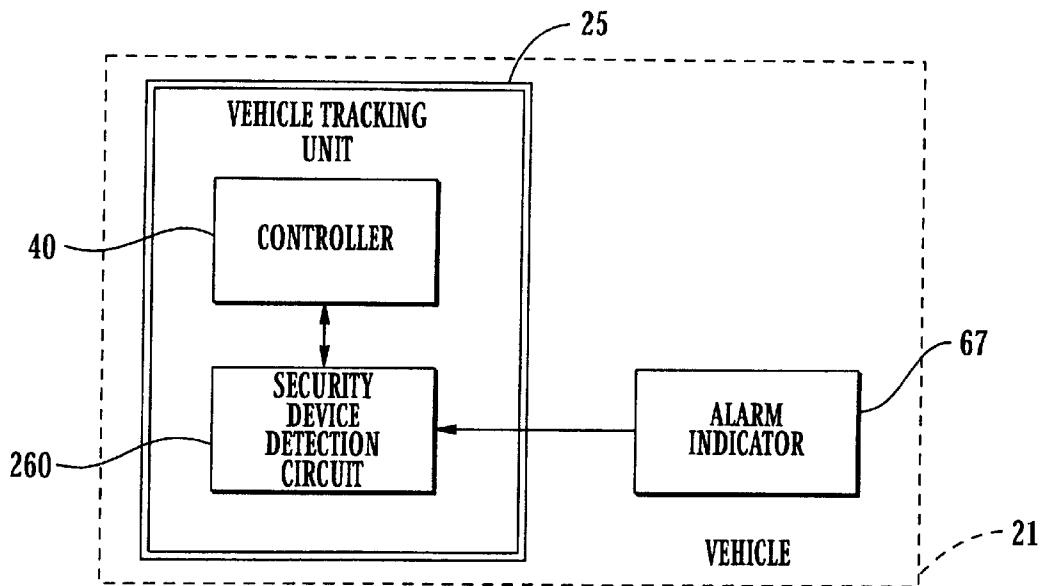 25
VEHICLE TRACKING
UNIT
CONTROLLER
40
SECURITY
DEVICE
DETECTION
CIRCUIT
260
67
ALARM
INDICATOR
VEHICLE
21